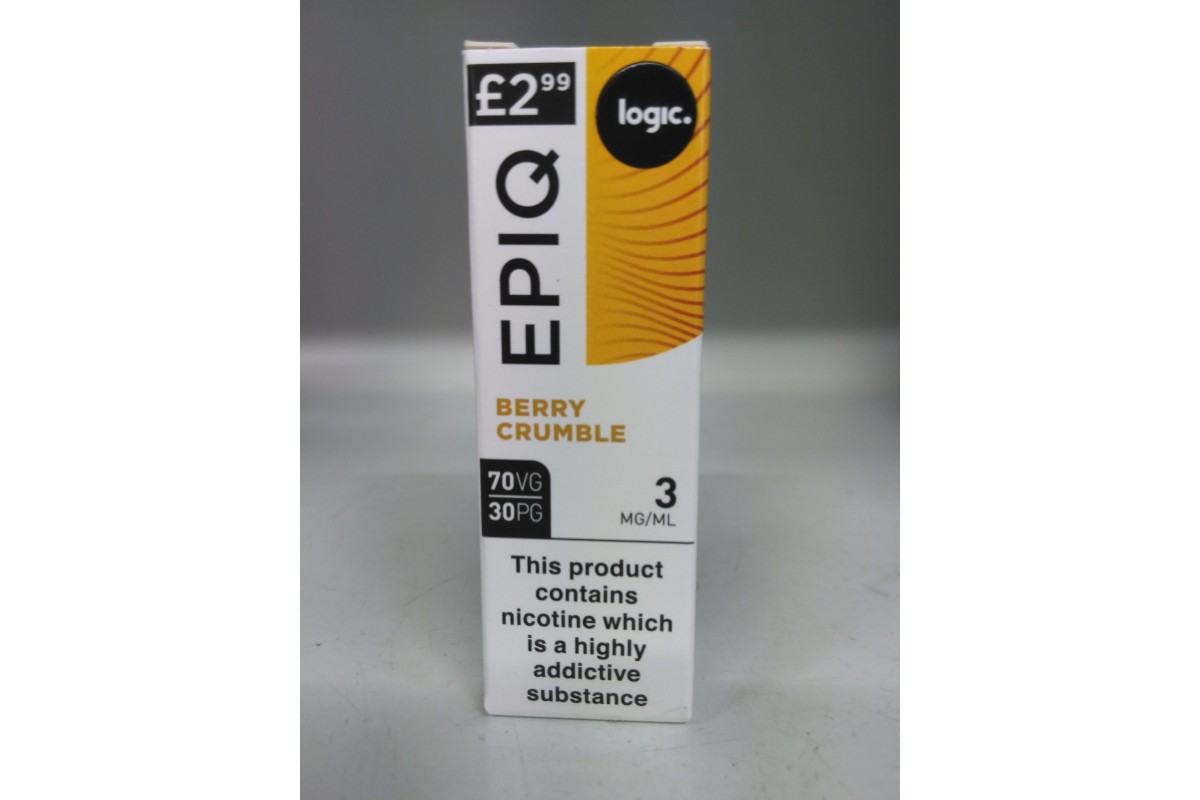 £2.99
logic.
EPIQ
BERRY
CRUMBLE
70VG
30PG
3
MG/ML
This product
contains
nicotine which
is a highly
addictive
substance